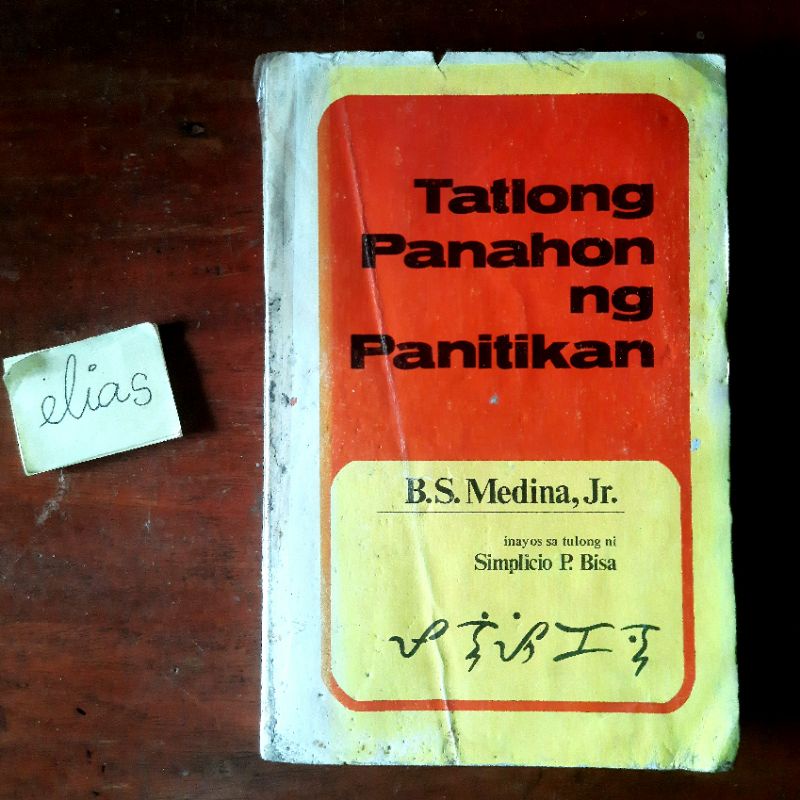 elias
Tatlong
Panahon
ng
Panitikan
B.S. Medina, Jr.
inayos sa tulong ni
Simplicio P. Bisa